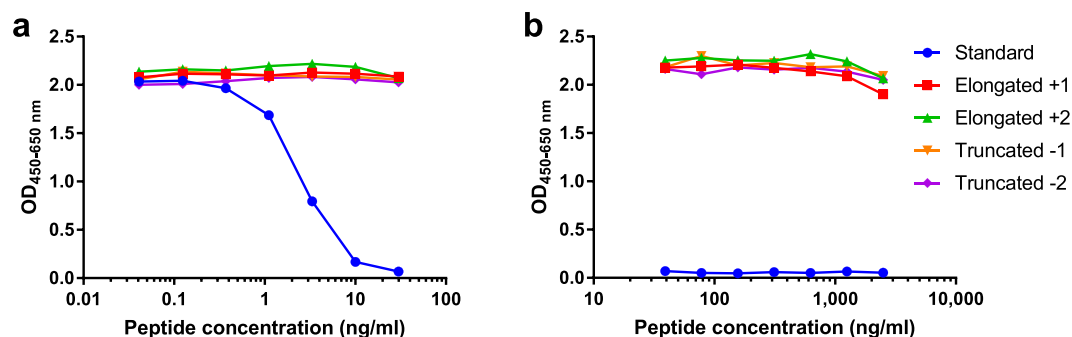 a
2.5
2.0
1.5
1.0
0.5
0.0
OD450-650 nm
0.01 0.1 1 10 100
Peptide concentration (ng/ml)
b
2.5
2.0
1.5
1.0
0.5
0.0
OD450-650 nm
10 100 1,000 10,000
Peptide concentration (ng/ml)
Standard
Elongated +1
Elongated +2
Truncated -1
Truncated -2